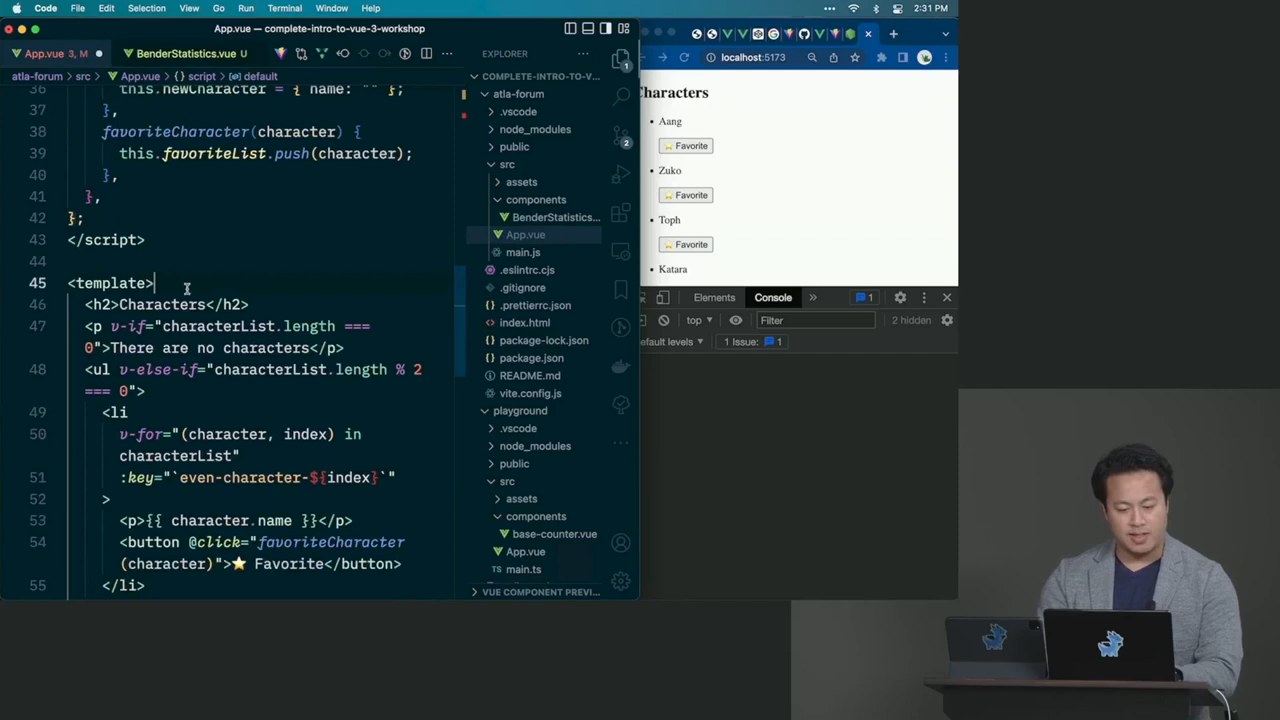 Code File Edit Selection View Go Run Terminal Window Help 2:31 PM
App.vue — complete-intro-to-vue-3-workshop
App.vue 3, M BenderStatistics.vue U
atla-forum > src > App.vue > {} script > default
36 this.newCharacter = { name: "" };
37 },
38 favoriteCharacter(character) {
39 this.favoriteList.push(character);
40 },
41 },
42 };
43 </script>
44
45 <template>
46 <h2>Characters</h2>
47 <p v-if="characterList.length ===
0">There are no characters</p>
48 <ul v-else-if="characterList.length % 2
=== 0">
49 <li
50 v-for="(character, index) in
characterList"
51 :key="`even-character-${index}`"
52 >
53 <p>{{ character.name }}</p>
54 <button @click="favoriteCharacter
(character)">⭐ Favorite</button>
55 </li>
EXPLORER
COMPLETE-INTRO-TO-V...
atla-forum
.vscode
node_modules
public
src
assets
components
BenderStatistics...
App.vue
main.js
.eslintrc.cjs
.gitignore
.prettierrc.json
index.html
package-lock.json
package.json
README.md
vite.config.js
playground
.vscode
node_modules
public
src
assets
components
base-counter.vue
App.vue
main.ts
VUE COMPONENT PREVI...
1
2
localhost:5173
Characters
Aang
⭐ Favorite
Zuko
⭐ Favorite
Toph
⭐ Favorite
Katara
Elements Console 1
top Filter 2 hidden
efault levels 1 Issue: 1